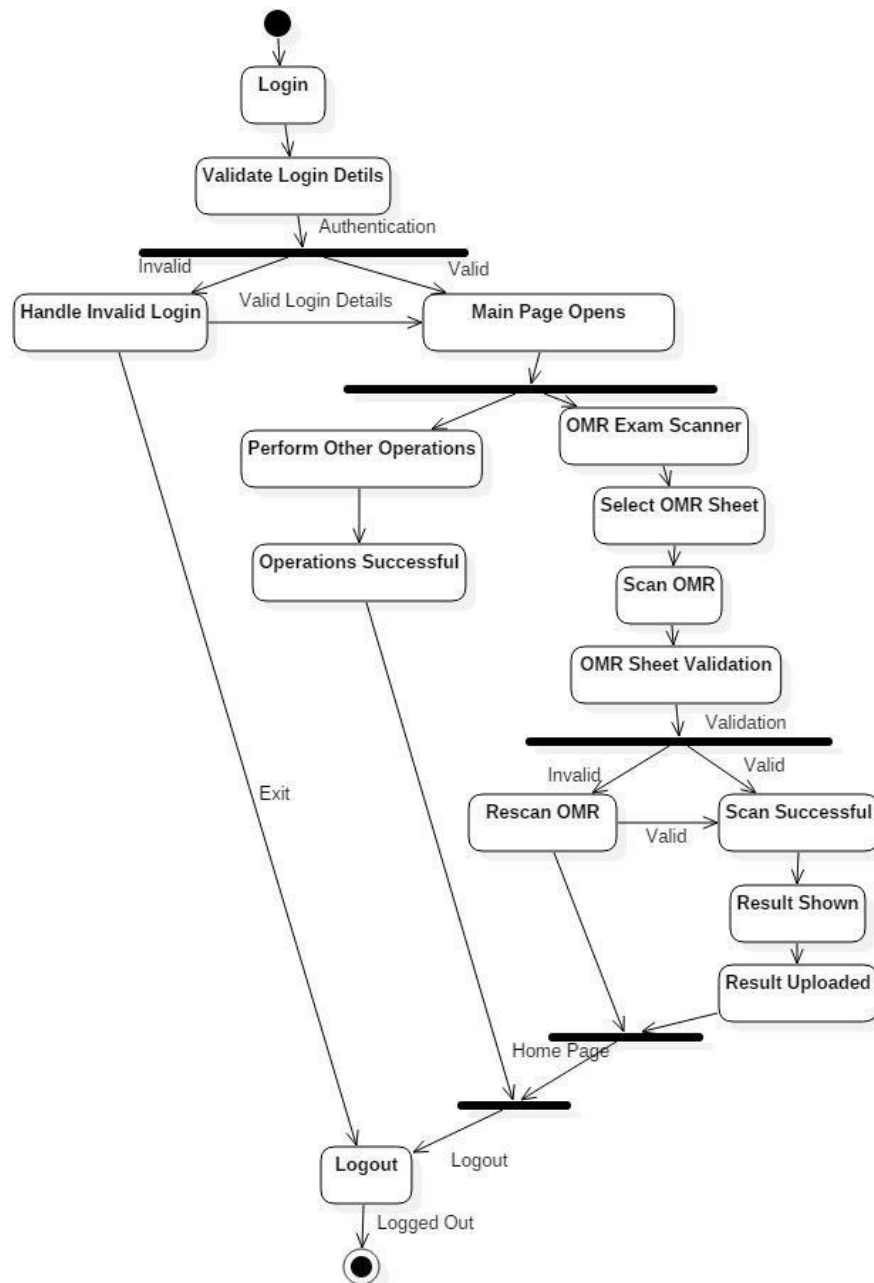 Login
Validate Login Detils
Authentication
Invalid
Valid
Handle Invalid Login
Valid Login Details
Main Page Opens
OMR Exam Scanner
Perform Other Operations
Select OMR Sheet
Operations Successful
Scan OMR
OMR Sheet Validation
Validation
Invalid
Valid
Exit
Rescan OMR
Valid
Scan Successful
Result Shown
Result Uploaded
Home Page
Logout
Logout
Logged Out